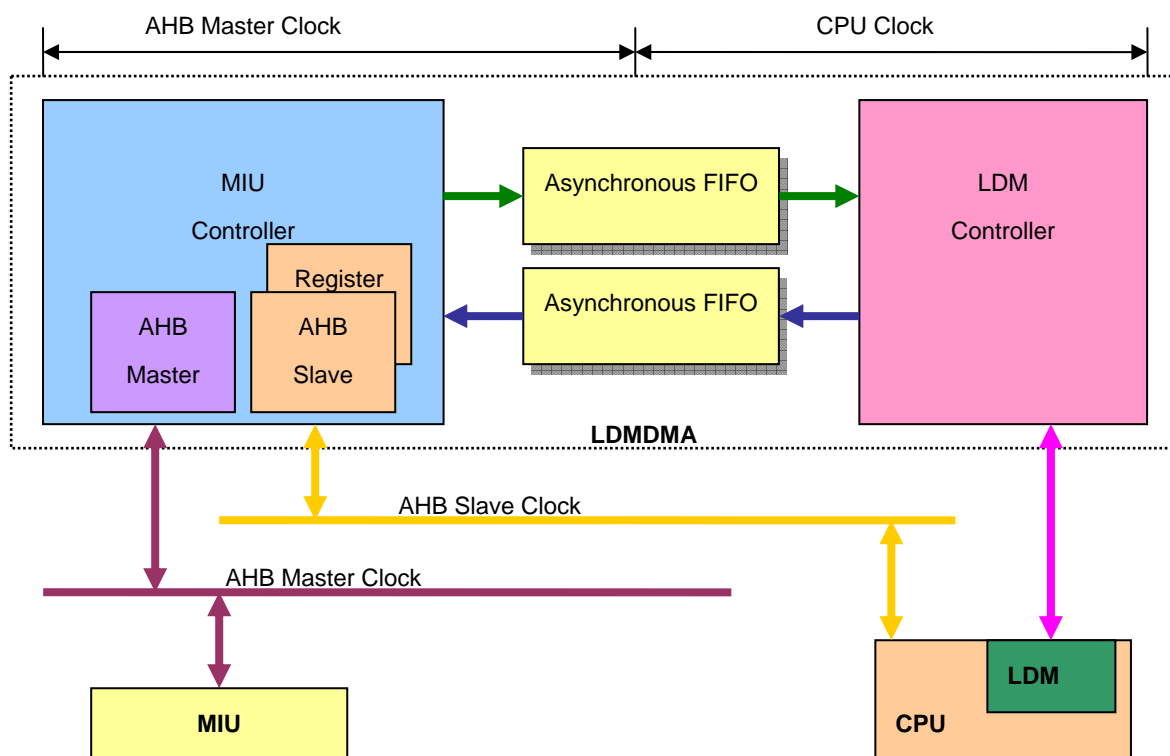 AHB Master Clock
CPU Clock
MIU
Controller
Register
AHB
Master
AHB
Slave
Asynchronous FIFO
Asynchronous FIFO
LDM
Controller
LDMDMA
AHB Slave Clock
AHB Master Clock
MIU
LDM
CPU